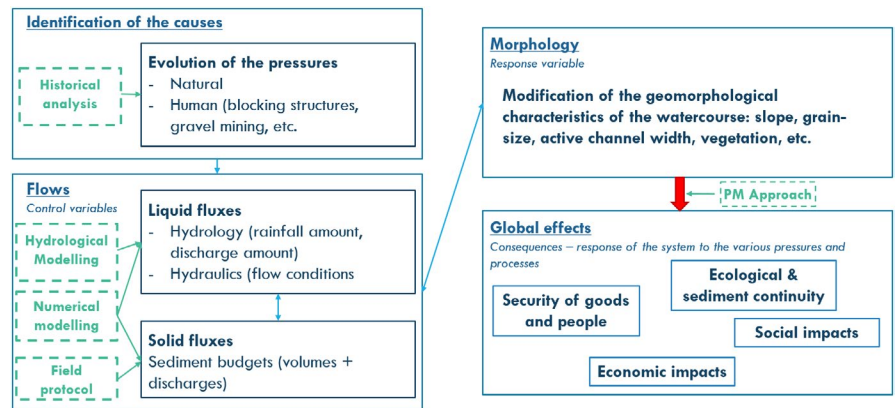 Identification of the causes
Historical
analysis
Evolution of the pressures
- Natural
- Human (blocking structures,
gravel mining, etc.
Flows
Control variables
Hydrological
Modelling
Numerical
modelling
Field
protocol
Liquid fluxes
- Hydrology (rainfall amount,
discharge amount)
- Hydraulics (flow conditions
Solid fluxes
Sediment budgets (volumes +
discharges)
Morphology
Response variable
Modification of the geomorphological
characteristics of the watercourse: slope, grain-
size, active channel width, vegetation, etc.
PM Approach
Global effects
Consequences – response of the system to the various pressures and
processes
Security of goods
and people
Ecological &
sediment continuity
Social impacts
Economic impacts